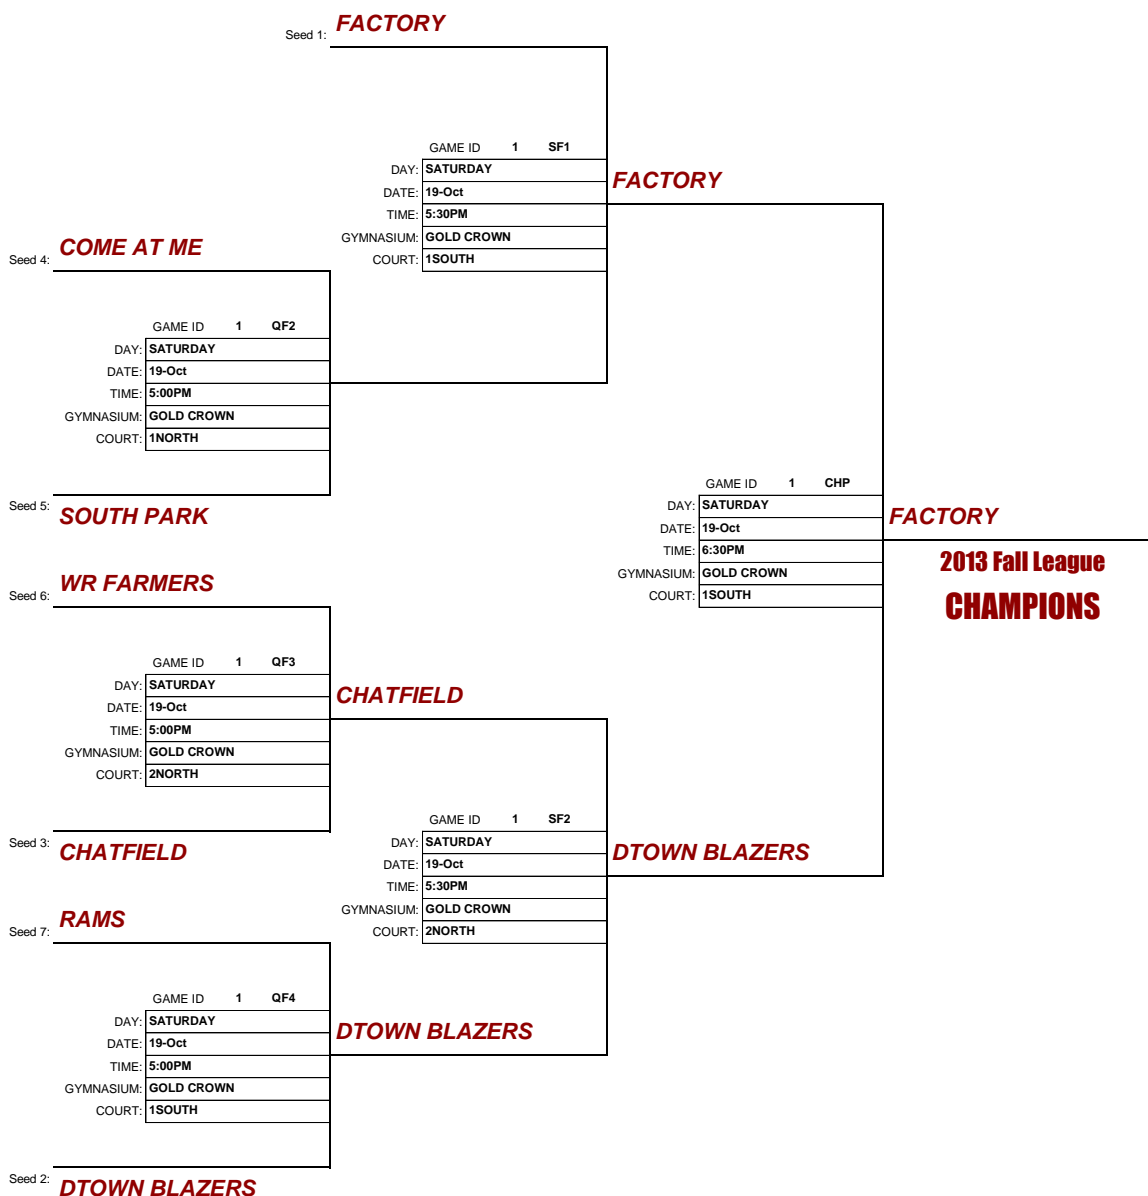 Seed 1: FACTORY
GAME ID 1 SF1
DAY: SATURDAY
DATE: 19-Oct
TIME: 5:30PM
GYMNASIUM: GOLD CROWN
COURT: 1SOUTH
FACTORY
Seed 4: COME AT ME
GAME ID 1 QF2
DAY: SATURDAY
DATE: 19-Oct
TIME: 5:00PM
GYMNASIUM: GOLD CROWN
COURT: 1NORTH
Seed 5: SOUTH PARK
GAME ID 1 CHP
DAY: SATURDAY
DATE: 19-Oct
TIME: 6:30PM
GYMNASIUM: GOLD CROWN
COURT: 1SOUTH
FACTORY
2013 Fall League
CHAMPIONS
Seed 6: WR FARMERS
GAME ID 1 QF3
DAY: SATURDAY
DATE: 19-Oct
TIME: 5:00PM
GYMNASIUM: GOLD CROWN
COURT: 2NORTH
CHATFIELD
Seed 3: CHATFIELD
GAME ID 1 SF2
DAY: SATURDAY
DATE: 19-Oct
TIME: 5:30PM
GYMNASIUM: GOLD CROWN
COURT: 2NORTH
DTOWN BLAZERS
Seed 7: RAMS
GAME ID 1 QF4
DAY: SATURDAY
DATE: 19-Oct
TIME: 5:00PM
GYMNASIUM: GOLD CROWN
COURT: 1SOUTH
DTOWN BLAZERS
Seed 2: DTOWN BLAZERS